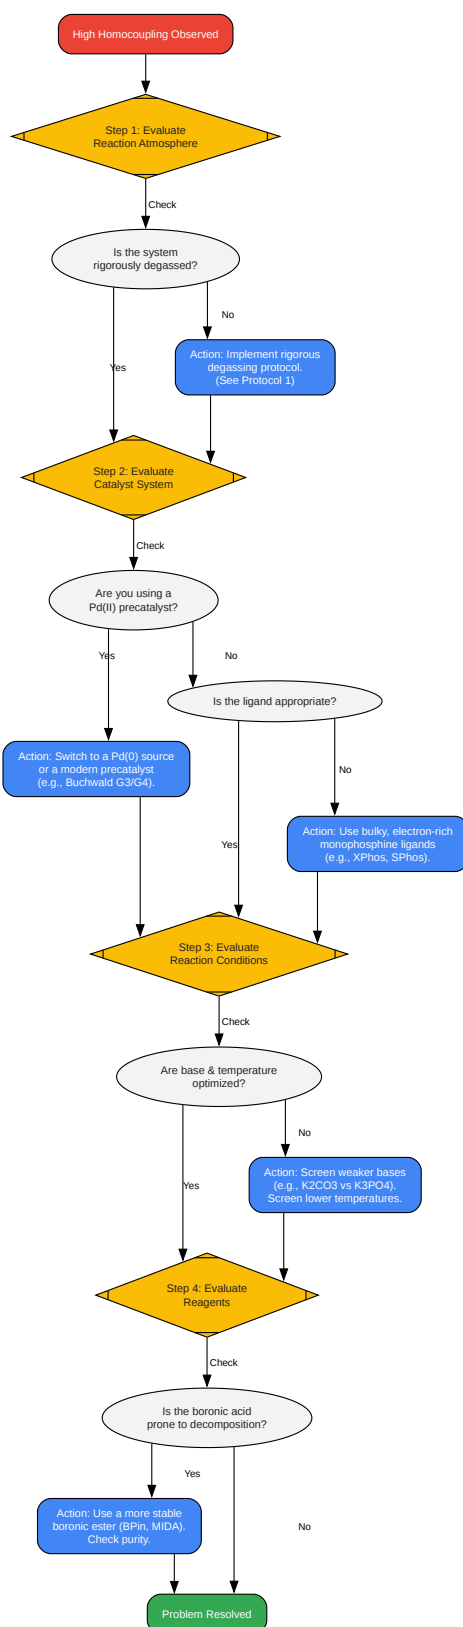 High Homocoupling Observed
Step 1: Evaluate
Reaction Atmosphere
Check
Is the system
rigorously degassed?
No
Yes
Action: Implement rigorous
degassing protocol.
(See Protocol 1)
Step 2: Evaluate
Catalyst System
Check
Are you using a
Pd(II) precatalyst?
Yes
No
Is the ligand appropriate?
Action: Switch to a Pd(0) source
or a modern precatalyst
(e.g., Buchwald G3/G4).
No
Yes
Action: Use bulky, electron-rich
monophosphine ligands
(e.g., XPhos, SPhos).
Step 3: Evaluate
Reaction Conditions
Check
Are base & temperature
optimized?
No
Yes
Action: Screen weaker bases
(e.g., K2CO3 vs K3PO4).
Screen lower temperatures.
Step 4: Evaluate
Reagents
Check
Is the boronic acid
prone to decomposition?
Yes
No
Action: Use a more stable
boronic ester (BPin, MIDA).
Check purity.
Problem Resolved